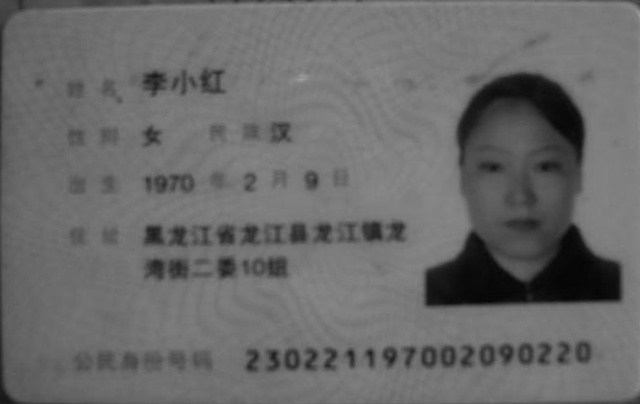 姓名 李小红
性别 女 民族 汉
出生 1970 年 2 月 9 日
住址 黑龙江省龙江县龙江镇龙
湾街二委10组
公民身份号码 230221197002090220